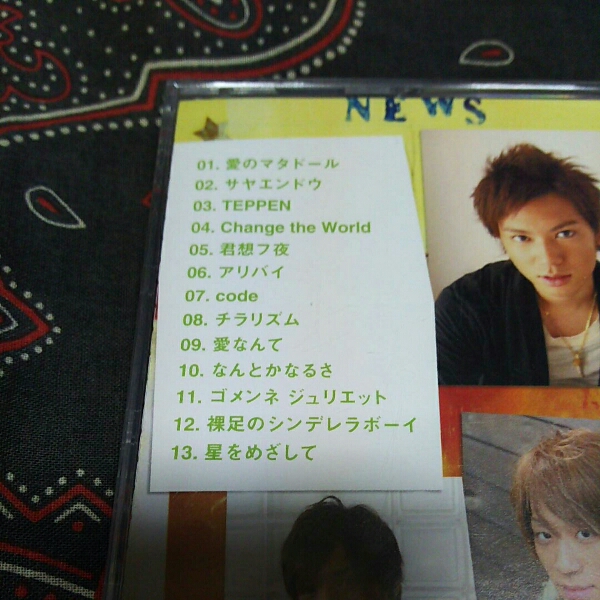 NEWS
01. 愛のマタドール
02. サヤエンドウ
03. TEPPEN
04. Change the World
05. 君想フ夜
06. アリバイ
07. code
08. チラリズム
09. 愛なんて
10. なんとかなるさ
11. ゴメンネ ジュリエット
12. 裸足のシンデレラボーイ
13. 星をめざして